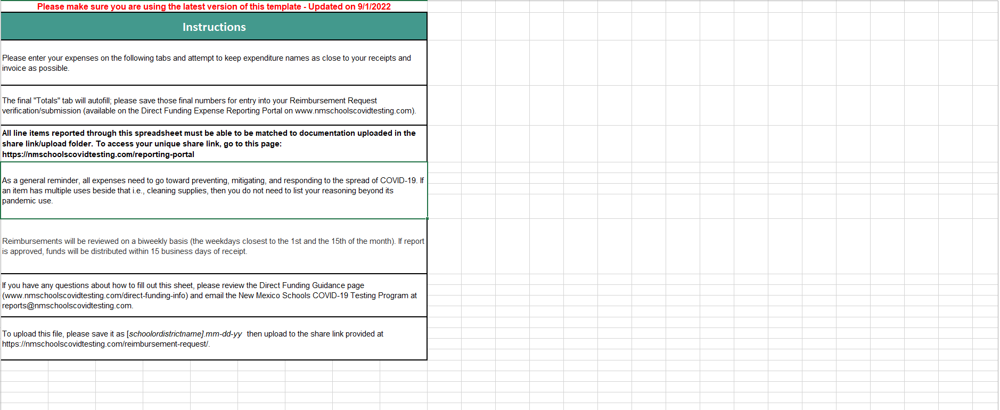 Please make sure you are using the latest version of this template - Updated on 9/1/2022
Instructions
Please enter your expenses on the following tabs and attempt to keep expenditure names as close to your receipts and
invoice as possible.
The final "Totals" tab will autofill; please save those final numbers for entry into your Reimbursement Request
verification/submission (available on the Direct Funding Expense Reporting Portal on www.nmschoolscovidtesting.com).
All line items reported through this spreadsheet must be able to be matched to documentation uploaded in the
share link/upload folder. To access your unique share link, go to this page:
https://nmschoolscovidtesting.com/reporting-portal
As a general reminder, all expenses need to go toward preventing, mitigating, and responding to the spread of COVID-19. If
an item has multiple uses beside that i.e., cleaning supplies, then you do not need to list your reasoning beyond its
pandemic use.
Reimbursements will be reviewed on a biweekly basis (the weekdays closest to the 1st and the 15th of the month). If report
is approved, funds will be distributed within 15 business days of receipt.
If you have any questions about how to fill out this sheet, please review the Direct Funding Guidance page
(www.nmschoolscovidtesting.com/direct-funding-info) and email the New Mexico Schools COVID-19 Testing Program at
reports@nmschoolscovidtesting.com.
To upload this file, please save it as [schoolordistrictname].mm-dd-yy then upload to the share link provided at
https://nmschoolscovidtesting.com/reimbursement-request/.